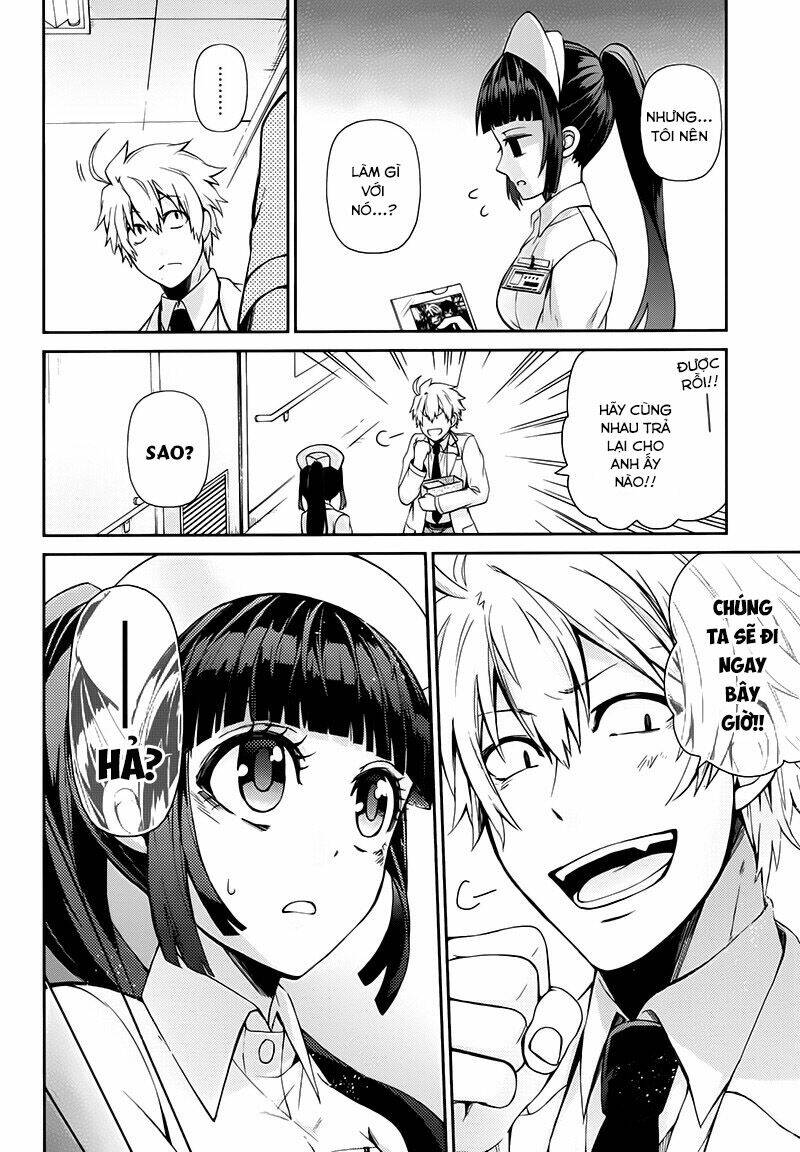 NHƯNG...
TÔI NÊN
LÀM GÌ
VỚI
NÓ...?
.........
ĐƯỢC
RỒI!!
HÃY CÙNG
NHAU TRẢ
LẠI CHO
ANH ẤY
NÀO!!
SAO?
CHÚNG
TA SẼ ĐI
NGAY
BÂY
GIỜ!!
HẢ?